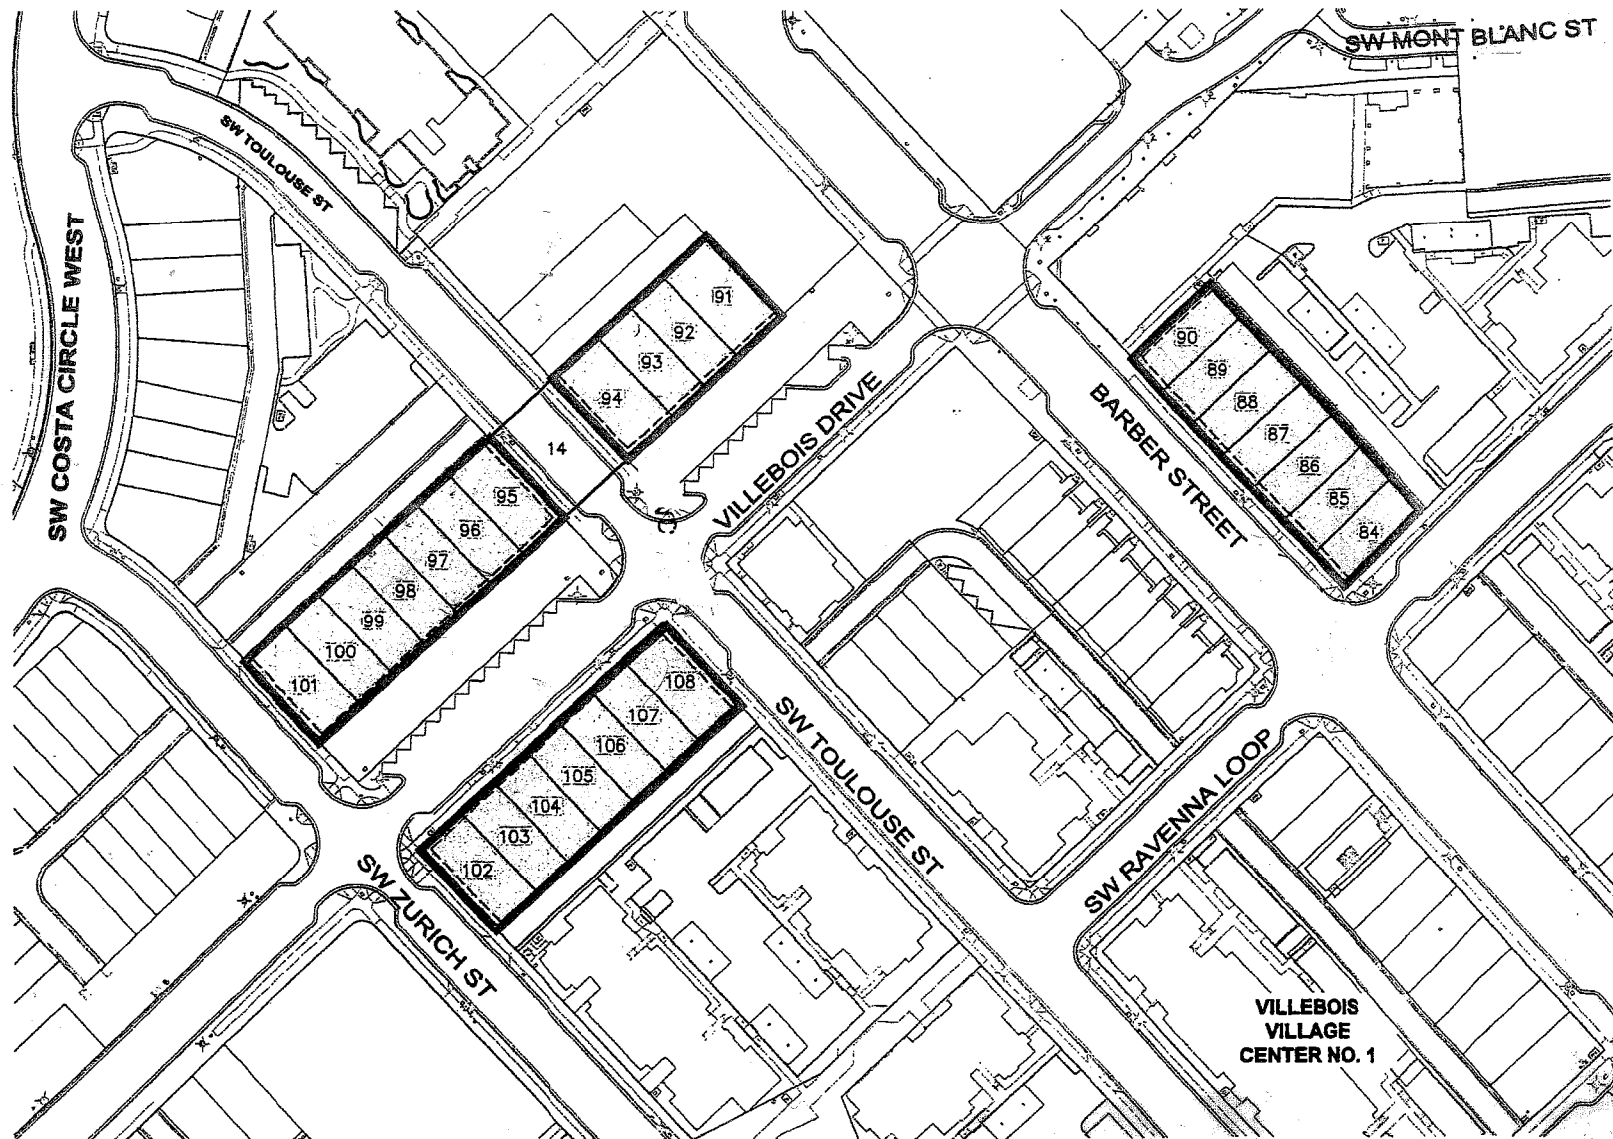 SW MONT BLANC ST
SW TOULOUSE ST
SW COSTA CIRCLE WEST
91
92
93
94
90
89
88
87
86
85
84
BARBER STREET
VILLEBOIS DRIVE
14
95
96
97
98
99
100
101
108
107
106
105
104
103
102
SW TOULOUSE ST
SW RAVENNA LOOP
SW ZURICH ST
VILLEBOIS
VILLAGE
CENTER NO. 1